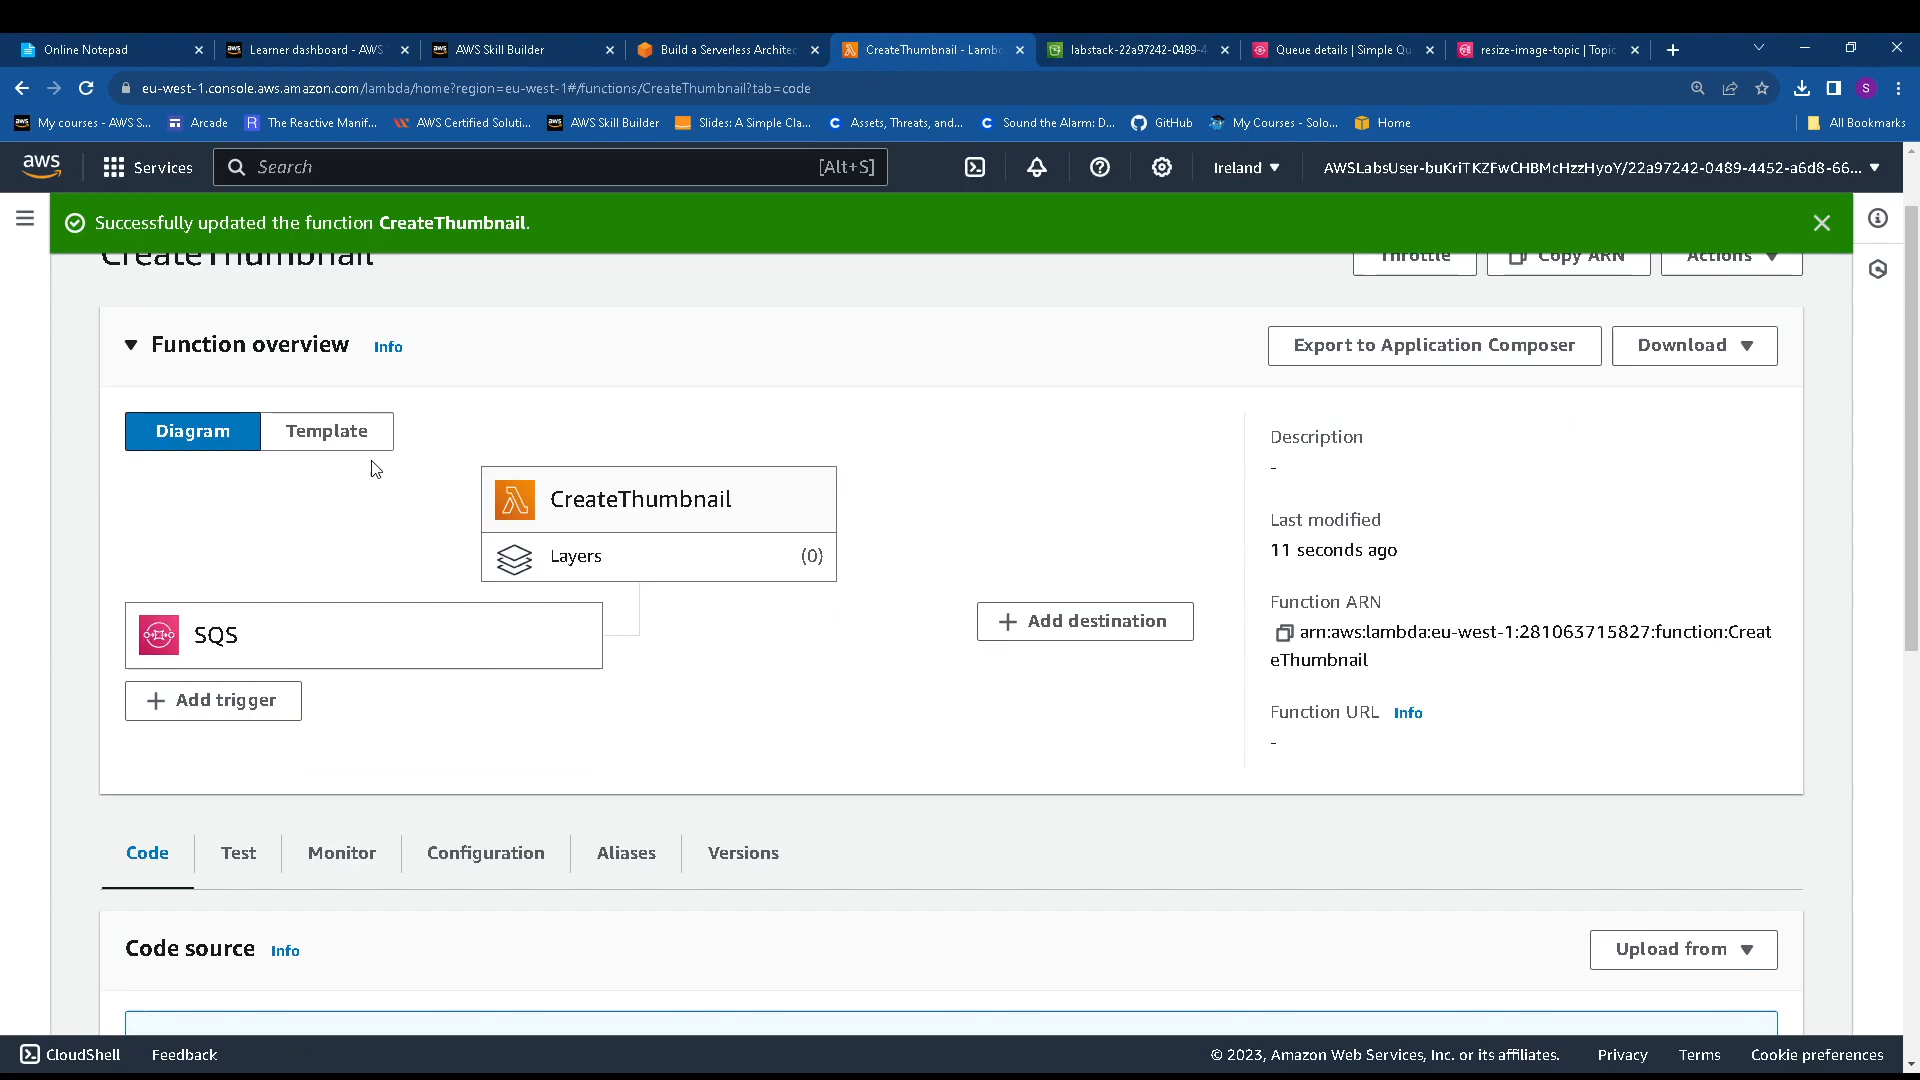 Online Notepad
Learner dashboard - AWS
AWS Skill Builder
Build a Serverless Architec
CreateThumbnail - Lamb
labstack-22a97242-0489-4
Queue details | Simple Qu
resize-image-topic | Topic
eu-west-1.console.aws.amazon.com/lambda/home?region=eu-west-1#/functions/CreateThumbnail?tab=code
S
My courses - AWS S...
Arcade
The Reactive Manif...
AWS Certified Soluti...
AWS Skill Builder
Slides: A Simple Cla...
Assets, Threats, and...
Sound the Alarm: D...
GitHub
My Courses - Solo...
Home
All Bookmarks
aws
Services
Search
[Alt+S]
Ireland
AWSLabsUser-buKriTKZFwCHBMcHzzHyoY/22a97242-0489-4452-a6d8-66...
Successfully updated the function CreateThumbnail.
CreateThumbnail
Throttle
Copy ARN
Actions
Function overview Info
Export to Application Composer
Download
Diagram
Template
CreateThumbnail
Layers (0)
SQS
+ Add trigger
+ Add destination
Description
-
Last modified
11 seconds ago
Function ARN
arn:aws:lambda:eu-west-1:281063715827:function:Creat
eThumbnail
Function URL Info
-
Code
Test
Monitor
Configuration
Aliases
Versions
Code source Info
Upload from
CloudShell
Feedback
© 2023, Amazon Web Services, Inc. or its affiliates.
Privacy
Terms
Cookie preferences